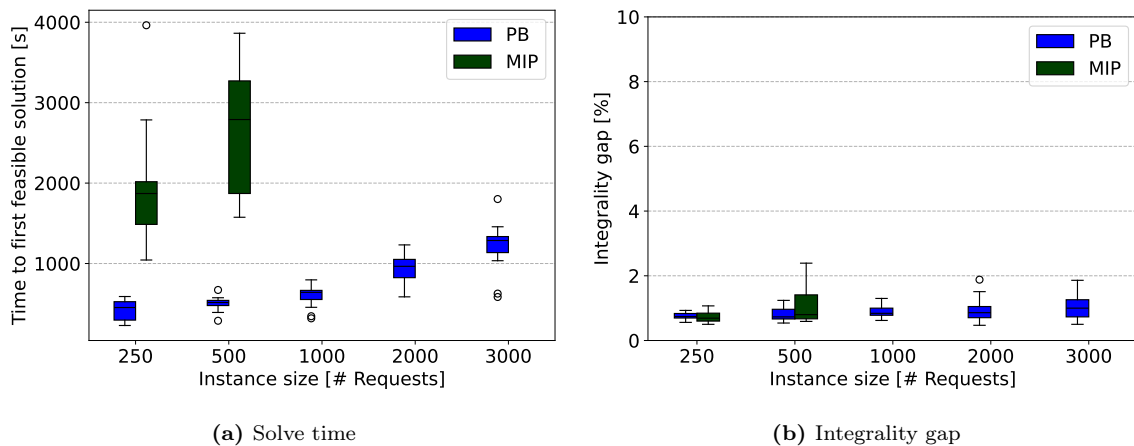 4000
3000
2000
1000
Time to first feasible solution [s]
PB
MIP
250 500 1000 2000 3000
Instance size [# Requests]
(a) Solve time
10
8
6
4
2
0
Integrality gap [%]
PB
MIP
250 500 1000 2000 3000
Instance size [# Requests]
(b) Integrality gap